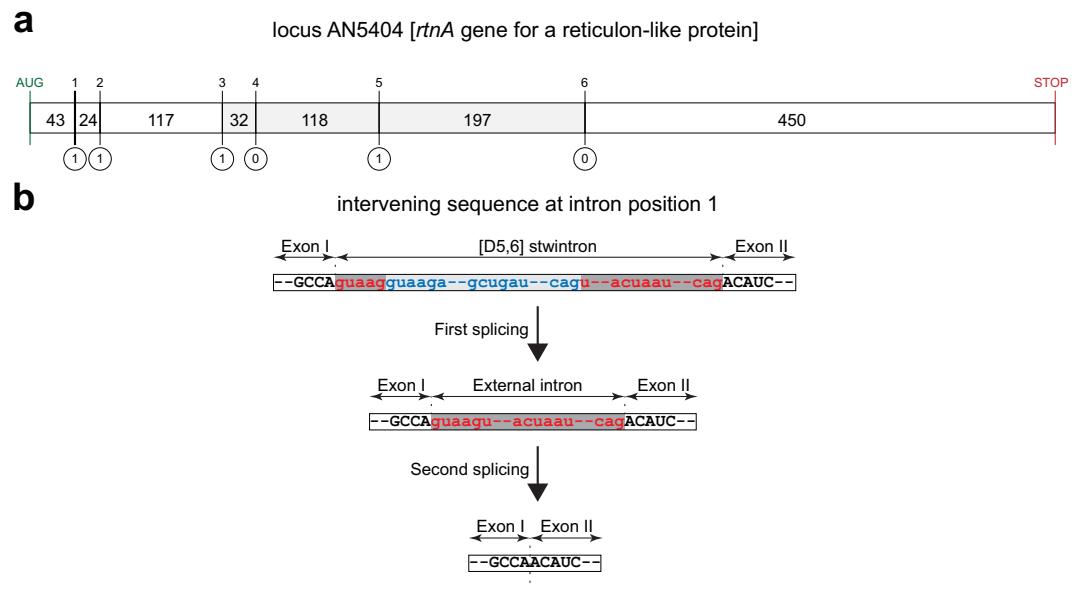 a
locus AN5404 [rtnA gene for a reticulon-like protein]
AUG 1 2 3 4 5 6 STOP
43 24 117 32 118 197 450
1 1 1 0 1 0
b
intervening sequence at intron position 1
Exon I [D5,6] stwintron Exon II
--GCCAguaagguaaga--gcugau--cagu--acuaau--cagACAUC--
First splicing
Exon I External intron Exon II
--GCCAguaagu--acuaau--cagACAUC--
Second splicing
Exon I Exon II
--GCCAACAUC--